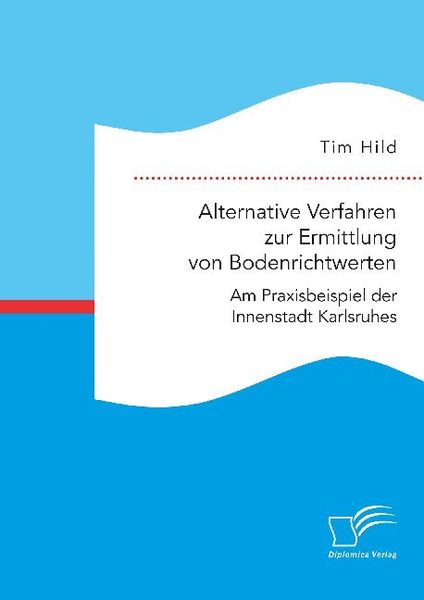 Tim Hild
Alternative Verfahren
zur Ermittlung
von Bodenrichtwerten
Am Praxisbeispiel der
Innenstadt Karlsruhes
Diplomica Verlag